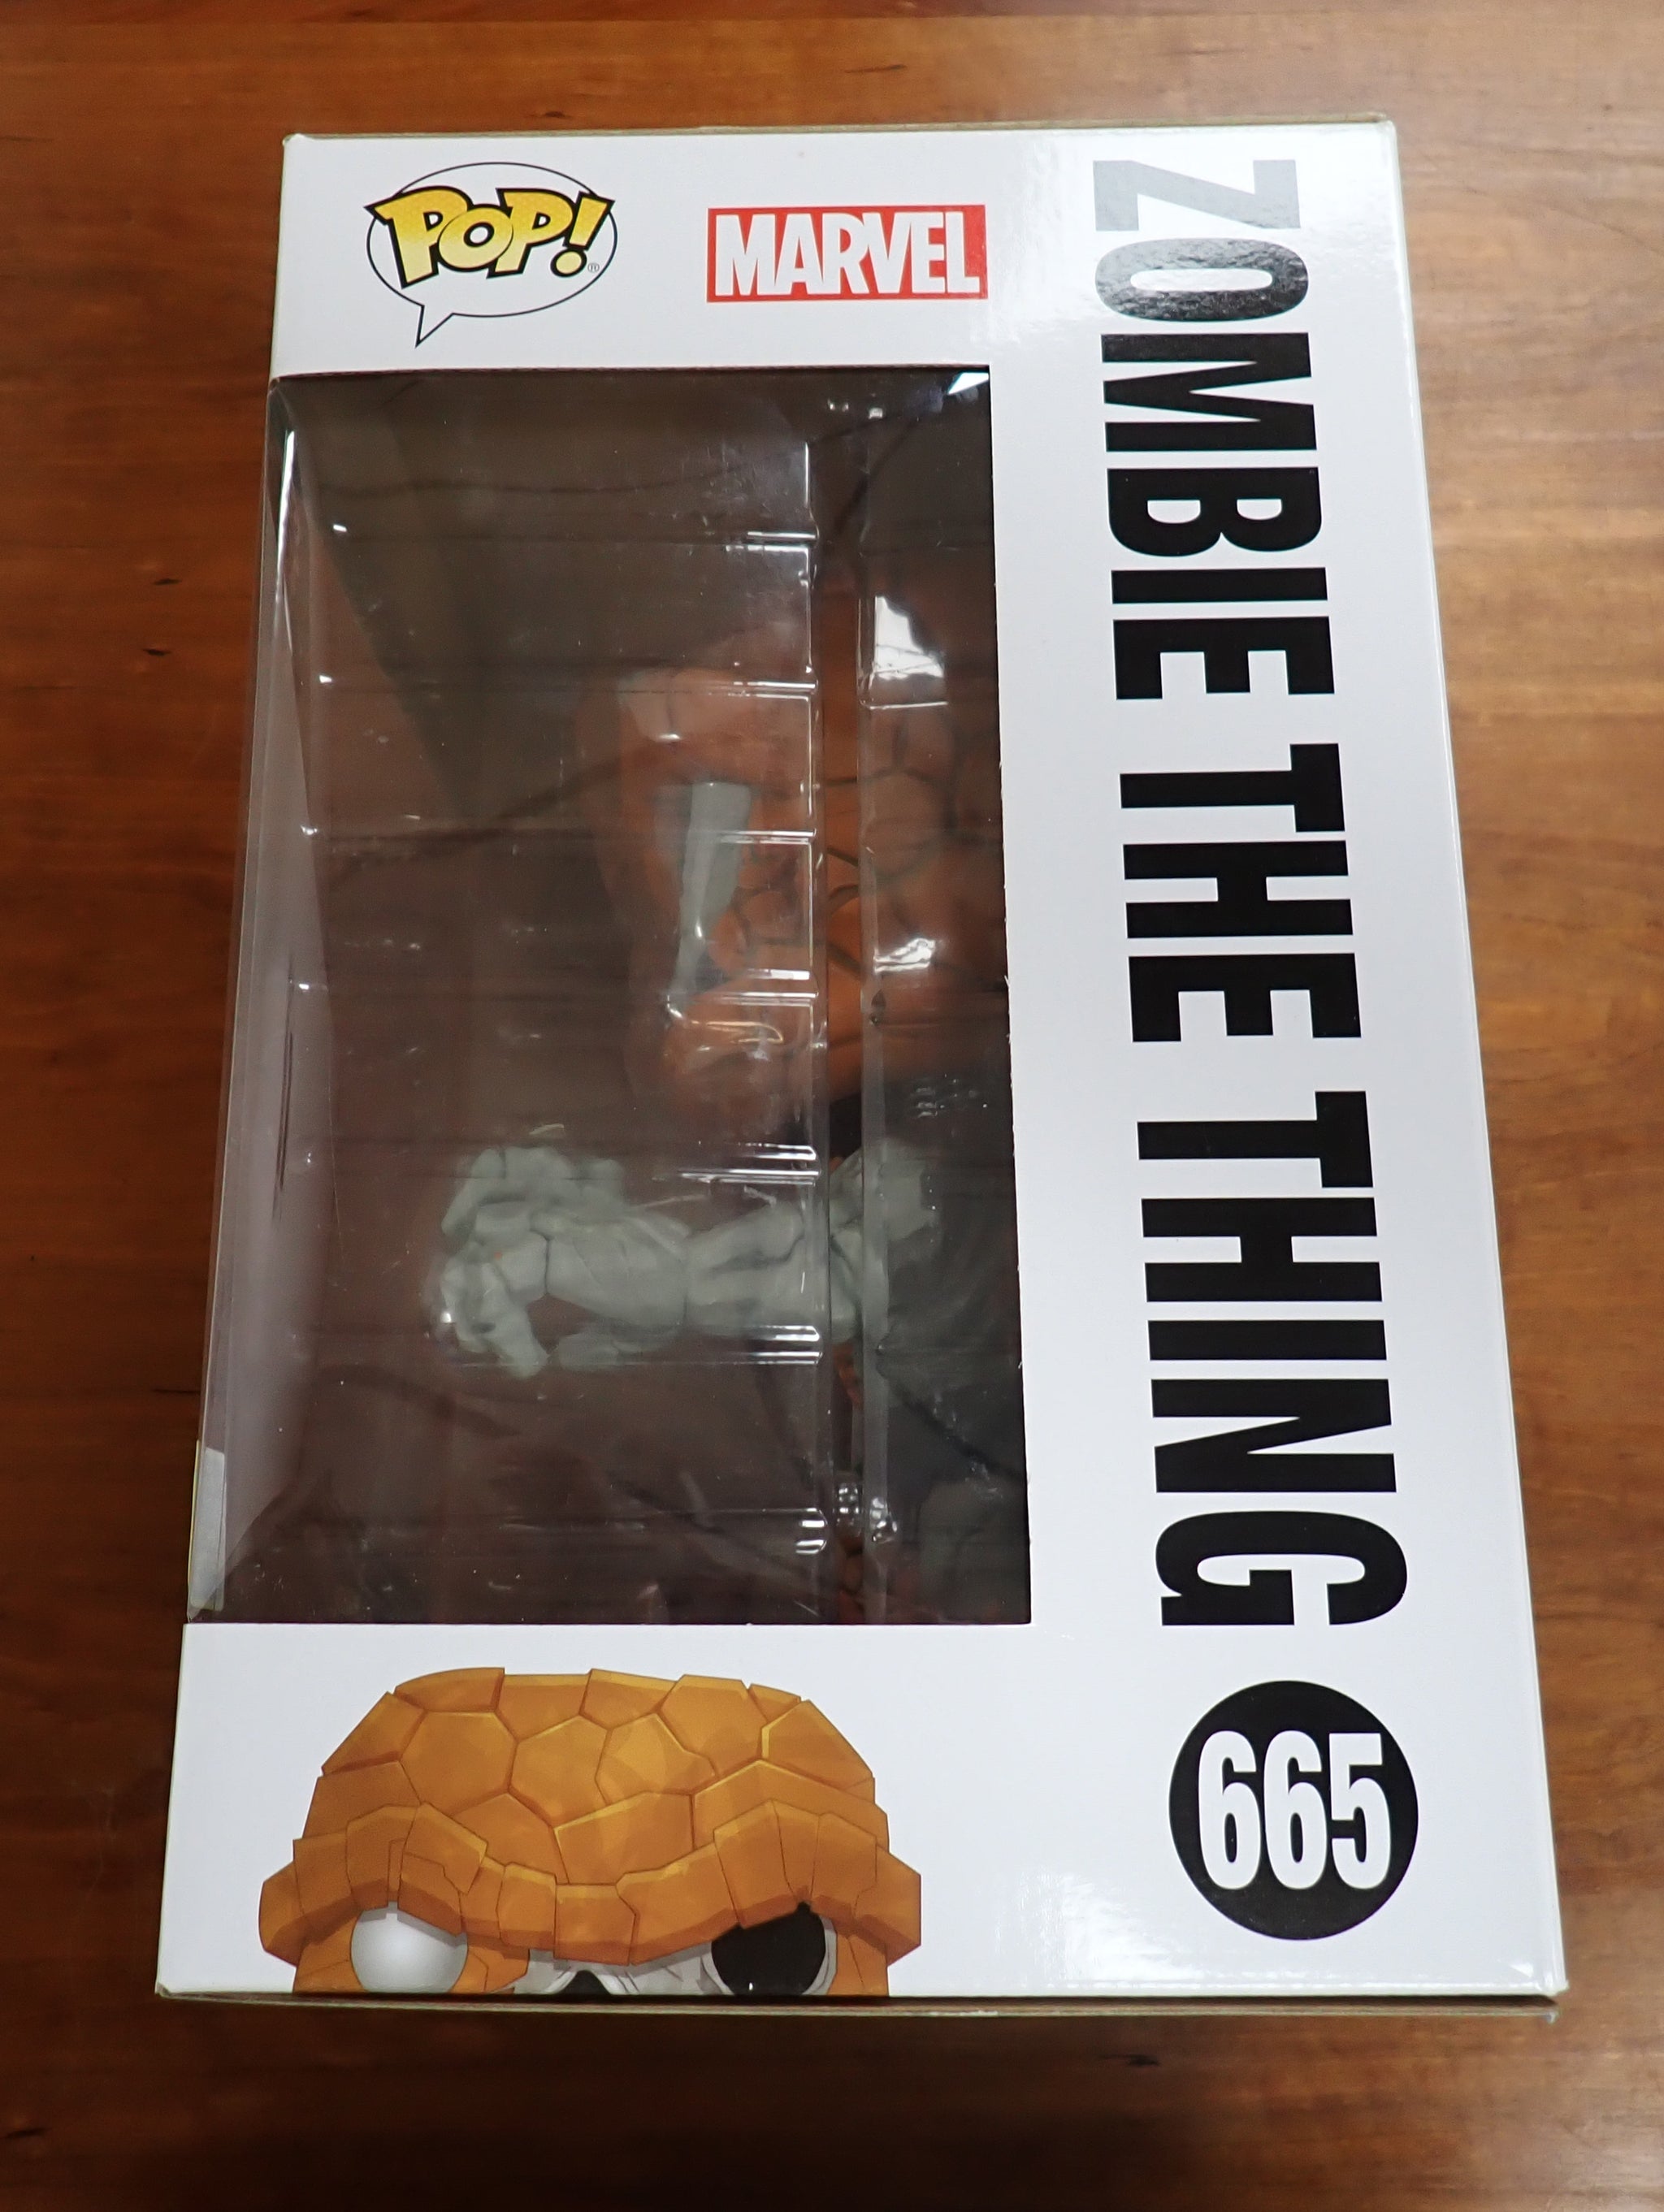 POP!®
MARVEL
ZOMBIE THE THING
665